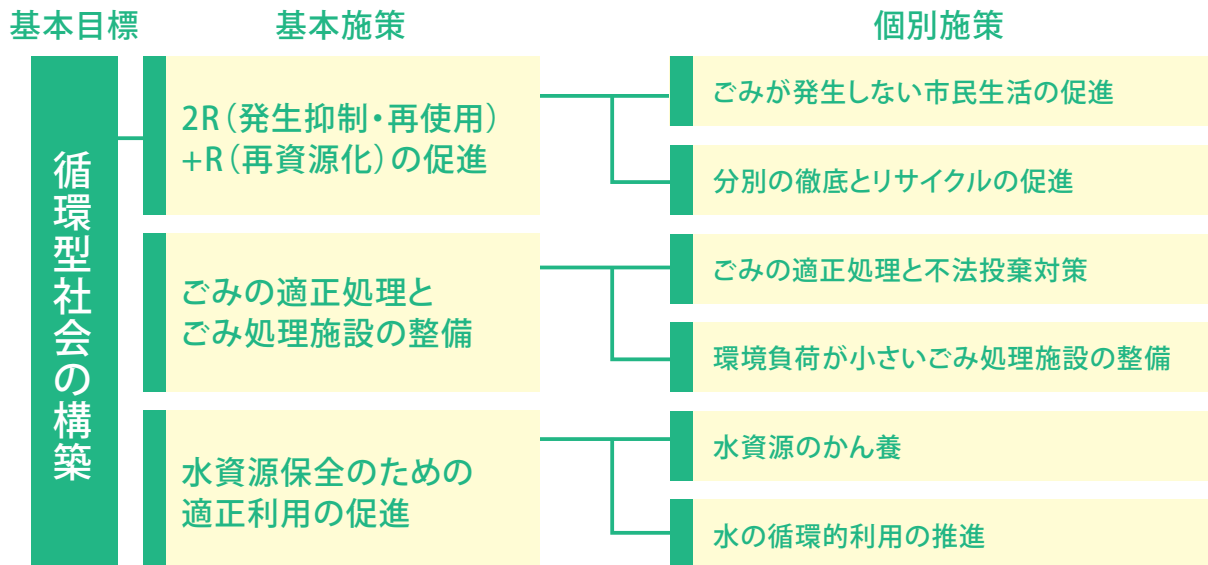 基本目標
基本施策
個別施策
循環型社会の構築
2R（発生抑制・再使用）
+R（再資源化）の促進
ごみが発生しない市民生活の促進
分別の徹底とリサイクルの促進
ごみの適正処理と
ごみ処理施設の整備
ごみの適正処理と不法投棄対策
環境負荷が小さいごみ処理施設の整備
水資源保全のための
適正利用の促進
水資源のかん養
水の循環的利用の推進